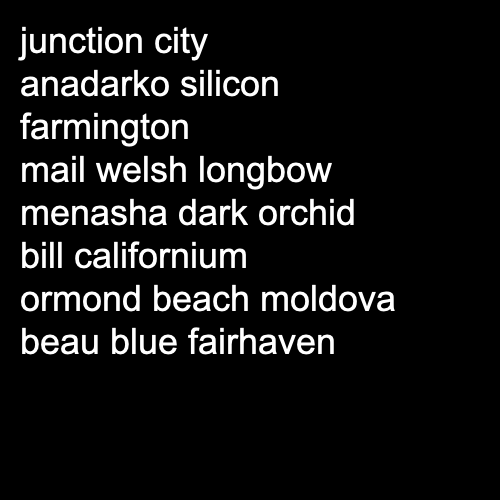 junction city
anadarko silicon
farmington
mail welsh longbow
menasha dark orchid
bill californium
ormond beach moldova
beau blue fairhaven